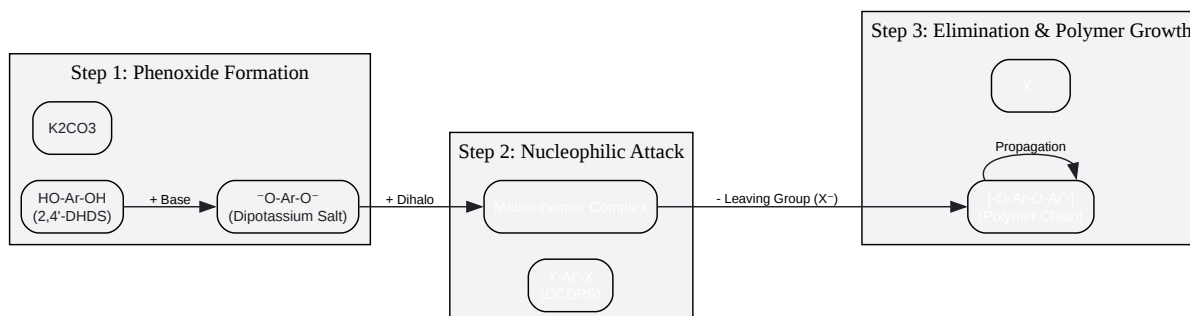 Step 1: Phenoxide Formation
K2CO3
HO-Ar-OH
(2,4'-DHDS)
+ Base
⁻O-Ar-O⁻
(Dipotassium Salt)
+ Dihalo
Step 2: Nucleophilic Attack
Meisenheimer Complex
X-Ar'-X
(DCDPS)
- Leaving Group (X⁻)
Step 3: Elimination & Polymer Growth
X⁻
Propagation
[-O-Ar-O-Ar'-]
(Polymer Chain)